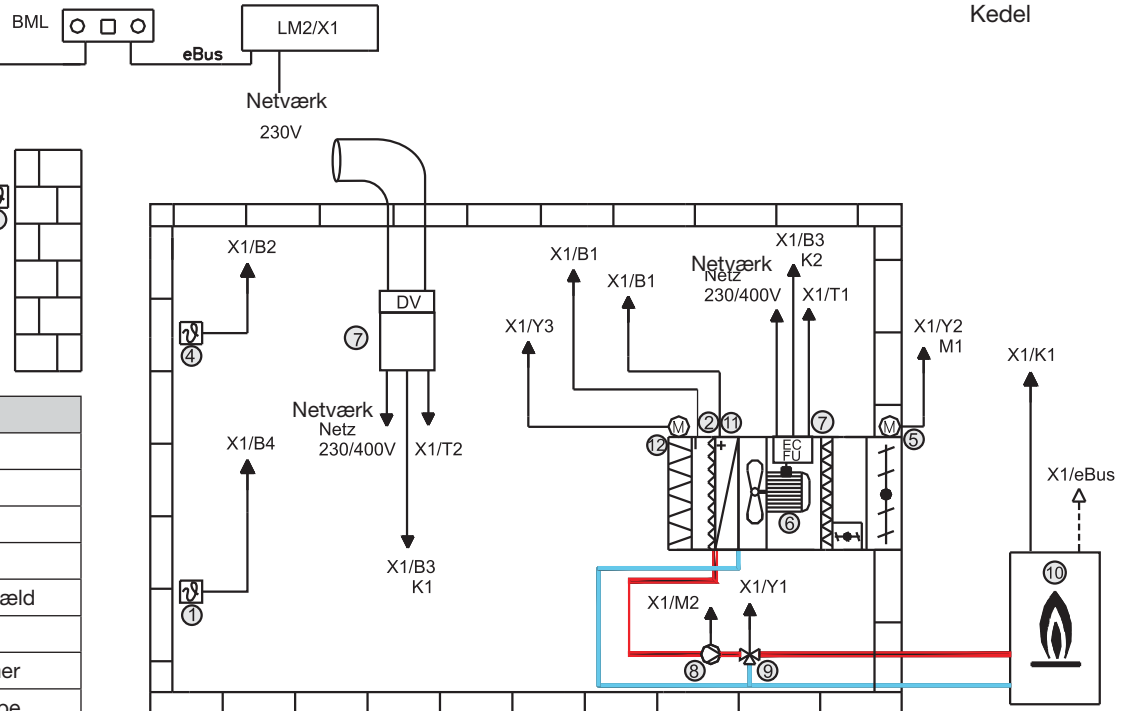 Kedel
BML
eBus
LM2/X1
Netværk
230V
X1/B2
4
X1/B4
1
DV
7
Netværk
Netz
230/400V
X1/T2
X1/B3
K1
X1/B1
X1/B1
X1/Y3
Netværk
Netz
230/400V
X1/B3
K2
X1/T1
X1/Y2
M1
M
12
2
11
7
M
5
EC
FU
6
X1/K1
X1/eBus
10
X1/M2
X1/Y1
8
9
æld
ner
pe